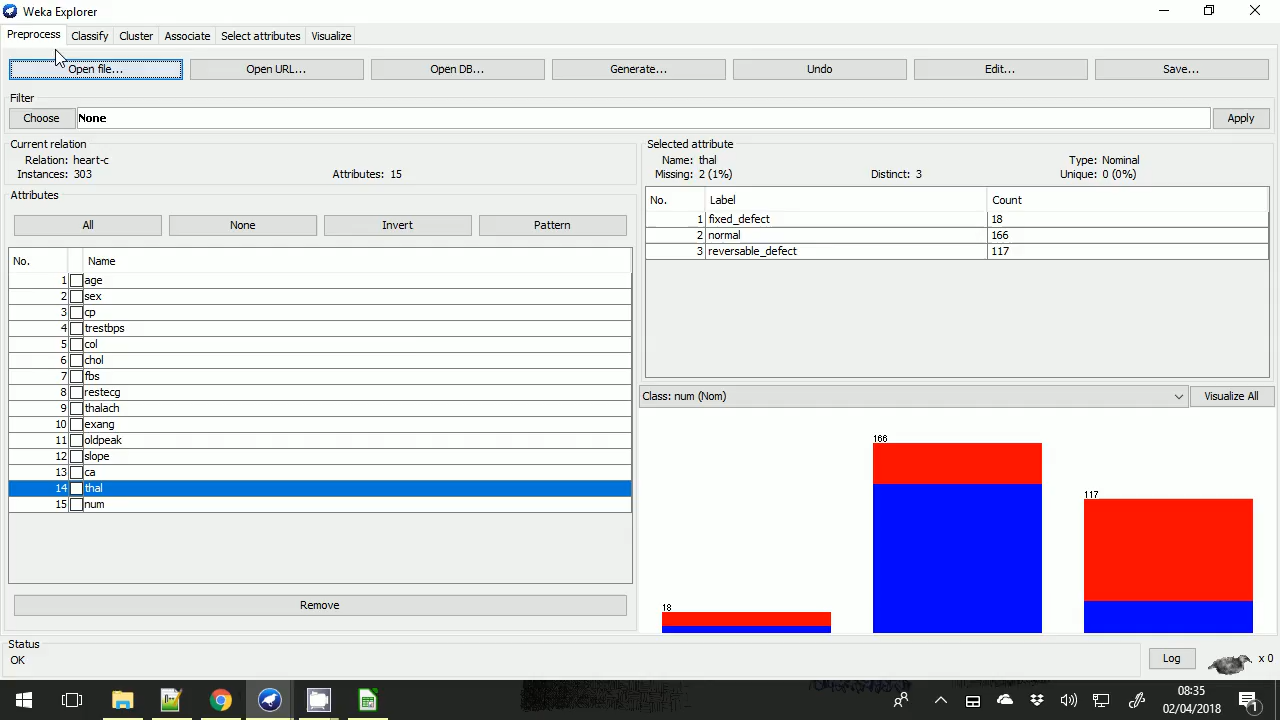 Weka Explorer
Preprocess Classify Cluster Associate Select attributes Visualize
Open file... Open URL... Open DB... Generate... Undo Edit... Save...
Filter
Choose None Apply
Current relation
Relation: heart-c
Instances: 303 Attributes: 15
Attributes
All None Invert Pattern
No. Name
1 age
2 sex
3 cp
4 trestbps
5 col
6 chol
7 fbs
8 restecg
9 thalach
10 exang
11 oldpeak
12 slope
13 ca
14 thal
15 num
Remove
Selected attribute
Name: thal Type: Nominal
Missing: 2 (1%) Distinct: 3 Unique: 0 (0%)
No. Label Count
1 fixed_defect 18
2 normal 166
3 reversable_defect 117
Class: num (Nom) Visualize All
166
117
18
Status
OK
Log x 0
08:35
02/04/2018
1